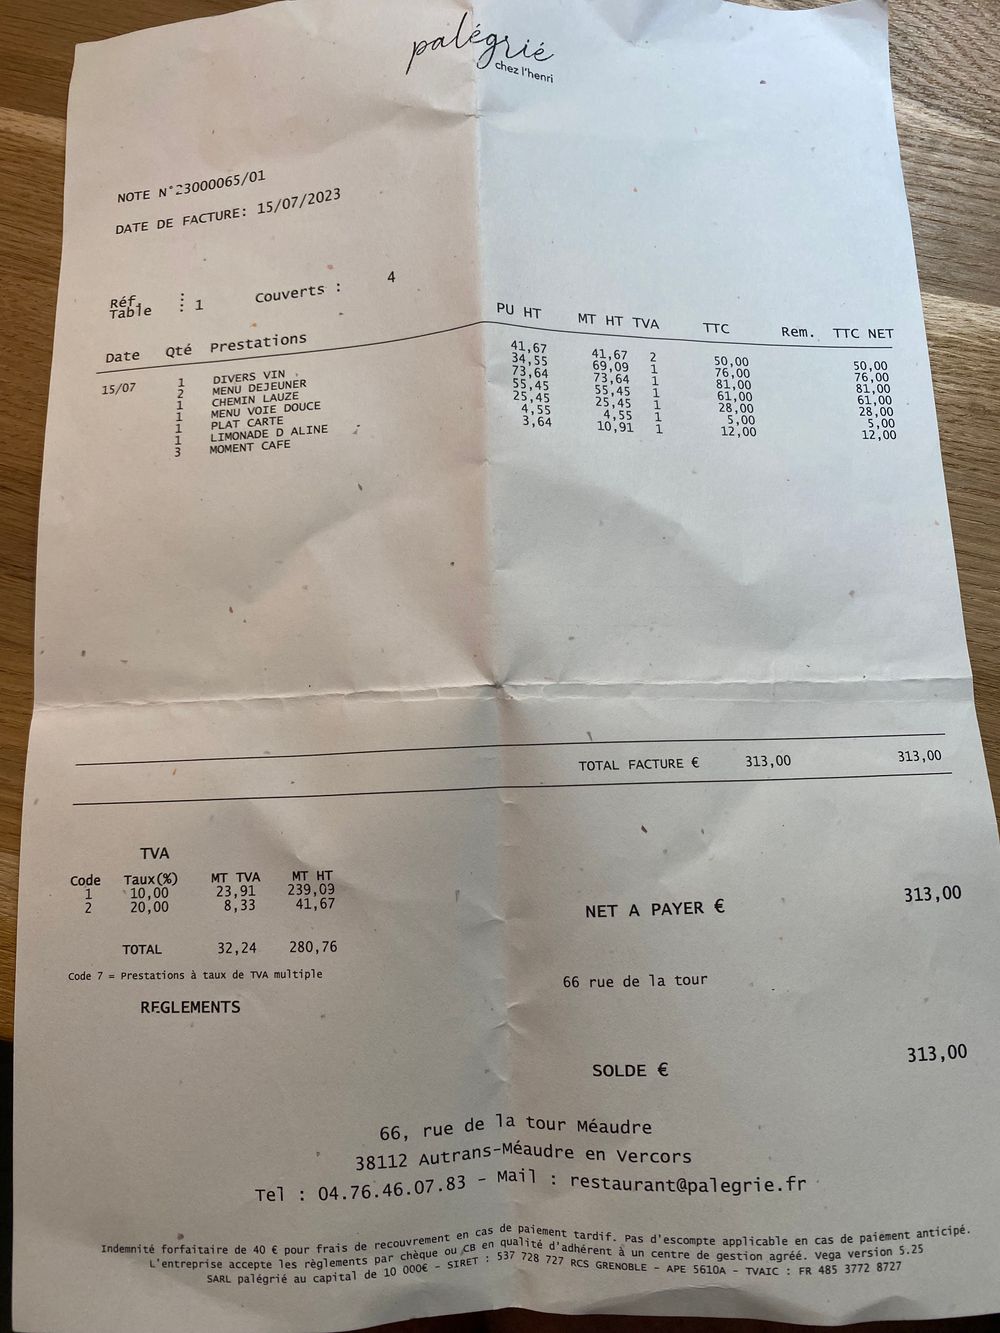 palégrié
chez l'henri
NOTE N°23000065/01
DATE DE FACTURE: 15/07/2023
Réf. :
Table : 1 Couverts : 4
Date Qté Prestations PU HT MT HT TVA TTC Rem. TTC NET
15/07 1 DIVERS VIN 41,67 41,67 2 50,00 50,00
2 MENU DEJEUNER 34,55 69,09 1 76,00 76,00
1 CHEMIN LAUZE 73,64 73,64 1 81,00 81,00
1 MENU VOIE DOUCE 55,45 55,45 1 61,00 61,00
1 PLAT CARTE 25,45 25,45 1 28,00 28,00
1 LIMONADE D ALINE 4,55 4,55 1 5,00 5,00
3 MOMENT CAFE 3,64 10,91 1 12,00 12,00
TOTAL FACTURE € 313,00 313,00
TVA
Code Taux(%) MT TVA MT HT
1 10,00 23,91 239,09
2 20,00 8,33 41,67
TOTAL 32,24 280,76
Code 7 = Prestations à taux de TVA multiple
NET A PAYER € 313,00
66 rue de la tour
REGLEMENTS
SOLDE € 313,00
66, rue de la tour Méaudre
38112 Autrans-Méaudre en Vercors
Tel : 04.76.46.07.83 - Mail : restaurant@palegrie.fr
Indemnité forfaitaire de 40 € pour frais de recouvrement en cas de paiement tardif. Pas d'escompte applicable en cas de paiement anticipé.
L'entreprise accepte les règlements par chèque ou CB en qualité d'adhérent à un centre de gestion agréé. Vega version 5.25
SARL palégrié au capital de 10 000€ - SIRET : 537 728 727 RCS GRENOBLE - APE 5610A - TVAIC : FR 485 3772 8727